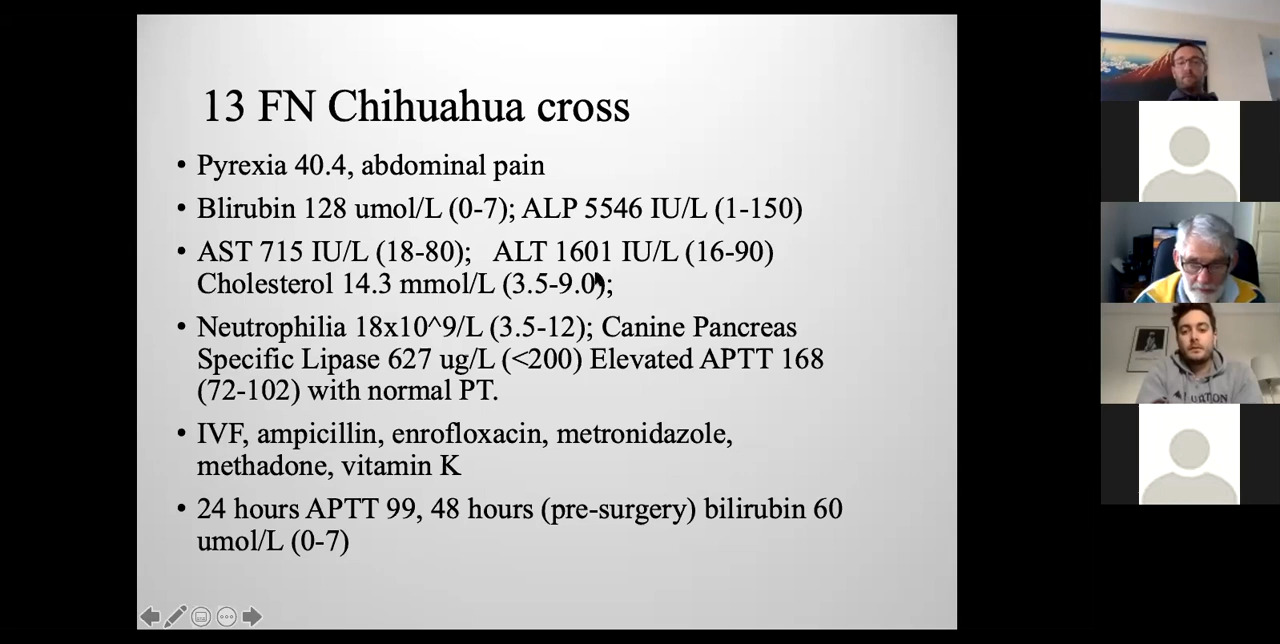 13 FN Chihuahua cross
• Pyrexia 40.4, abdominal pain
• Blirubin 128 umol/L (0-7); ALP 5546 IU/L (1-150)
• AST 715 IU/L (18-80); ALT 1601 IU/L (16-90)
Cholesterol 14.3 mmol/L (3.5-9.0);
• Neutrophilia 18x10^9/L (3.5-12); Canine Pancreas
Specific Lipase 627 ug/L (<200) Elevated APTT 168
(72-102) with normal PT.
• IVF, ampicillin, enrofloxacin, metronidazole,
methadone, vitamin K
• 24 hours APTT 99, 48 hours (pre-surgery) bilirubin 60
umol/L (0-7)